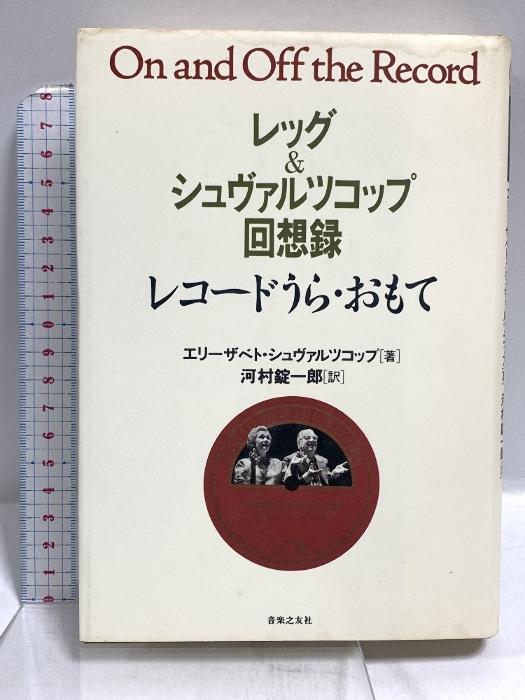 On and Off the Record
レッグ
&
シュヴァルツコップ
回想録
レコードうら・おもて
エリーザベト・シュヴァルツコップ[著]
河村錠一郎[訳]
音楽之友社